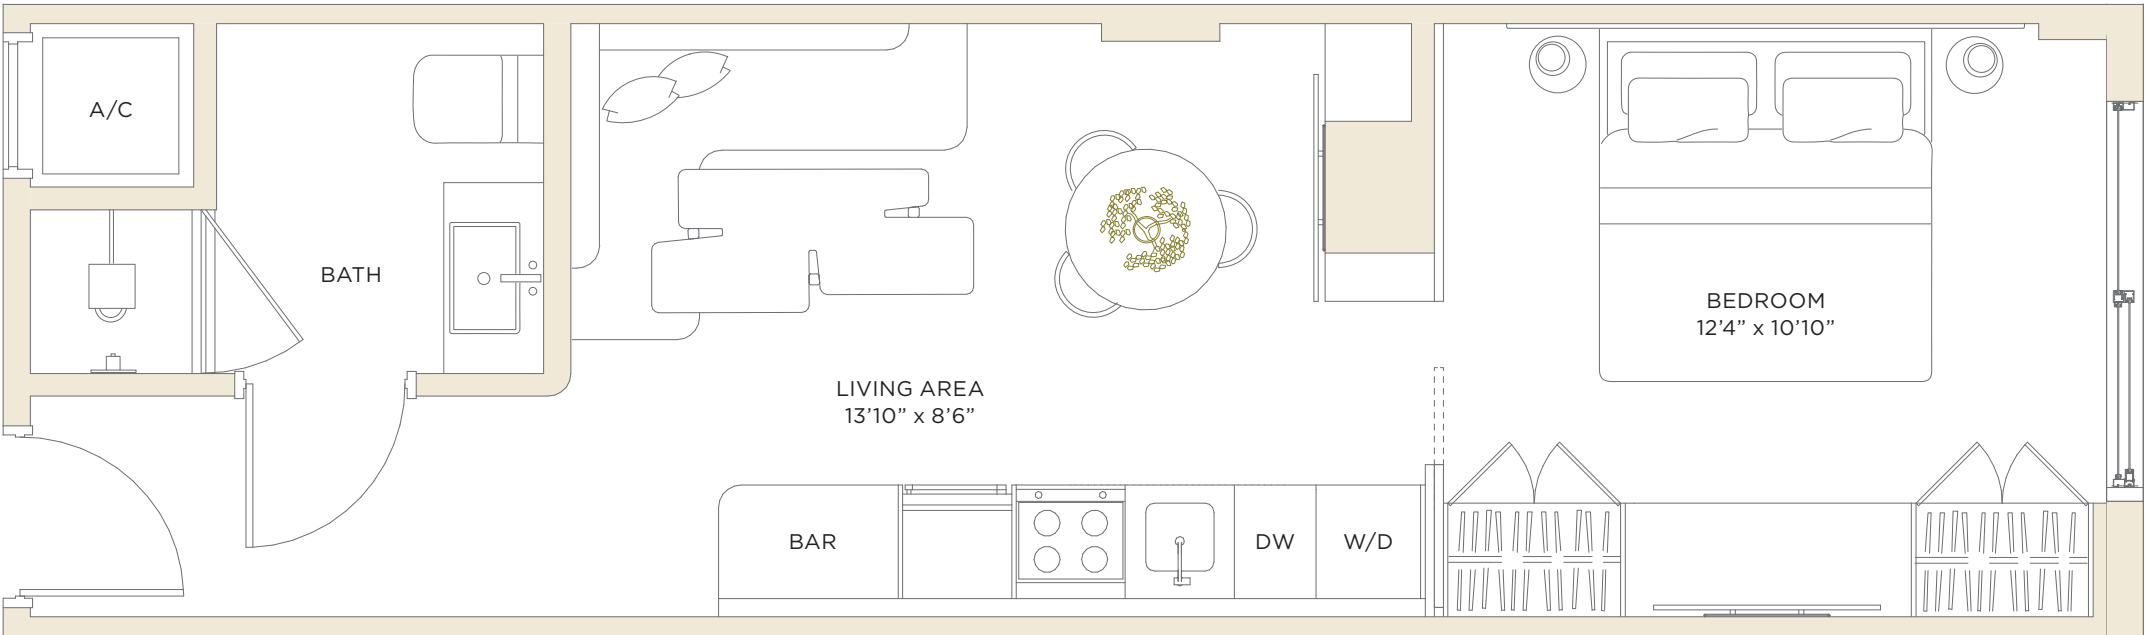 A/C
BATH
LIVING AREA
13’10” x 8’6”
BAR
DW
W/D
BEDROOM
12’4” x 10’10”